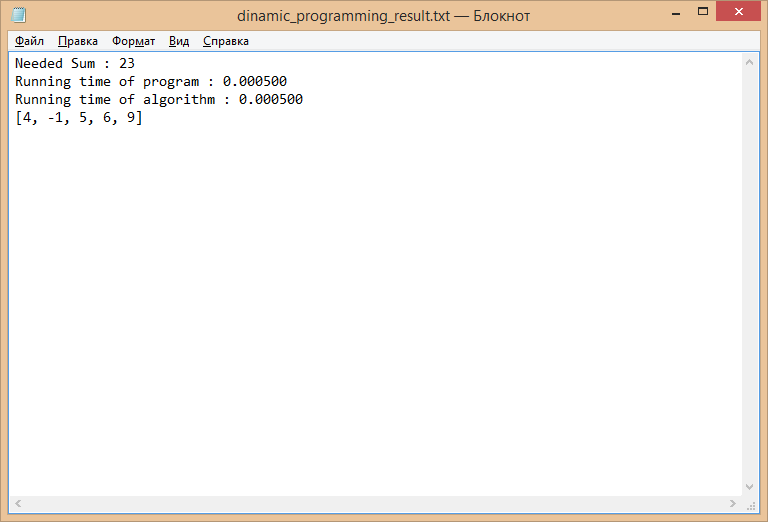 dinamic_programming_result.txt — Блокнот
Файл Правка Формат Вид Справка
Needed Sum : 23
Running time of program : 0.000500
Running time of algorithm : 0.000500
[4, -1, 5, 6, 9]